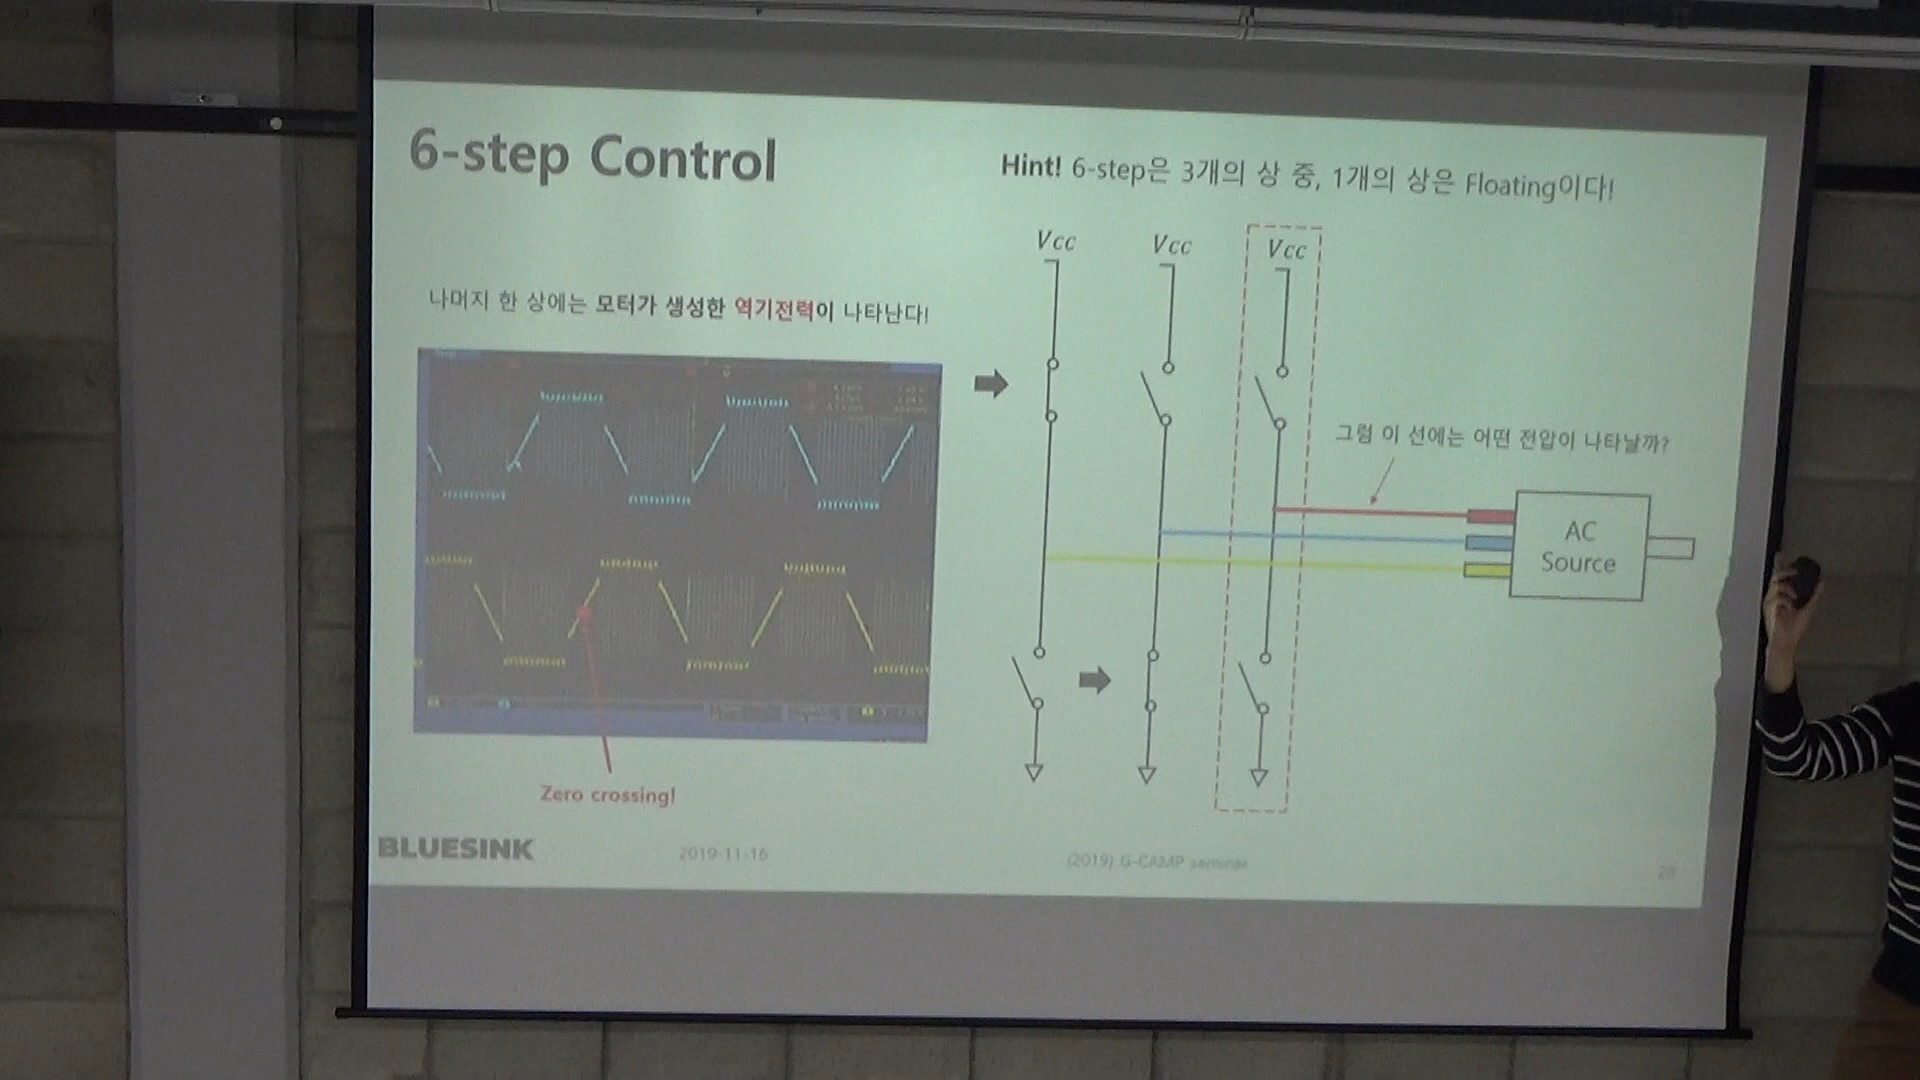 6-step Control
Hint! 6-step은 3개의 상 중, 1개의 상은 Floating이다!
나머지 한 상에는 모터가 생성한 역기전력이 나타난다!
Vcc
Vcc
Vcc
그럼 이 선에는 어떤 전압이 나타날까?
AC
Source
Zero crossing!
BLUESINK
2019-11-16
(2019) G-CAMP seminar
20